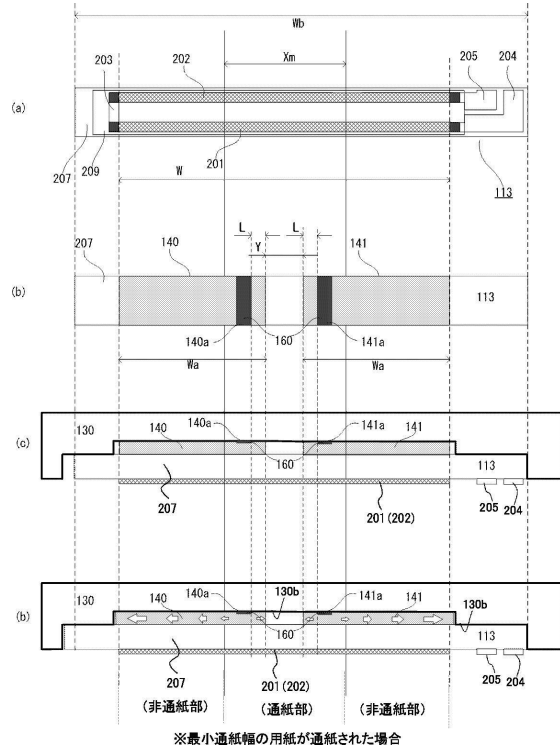 Wb
Xm
203 202 205 204
(a)
207 209 201 113
W
L Y L
207 140 141
(b)
113
140a 160 141a
Wa Wa
140a 141a
(c)
130 140 141
160 113
207 201(202) 205 204
140a 130b 141a
(b)
130 140 141 130b
160 113
207 201(202) 205 204
(非通紙部) (通紙部) (非通紙部)
※最小通紙幅の用紙が通紙された場合